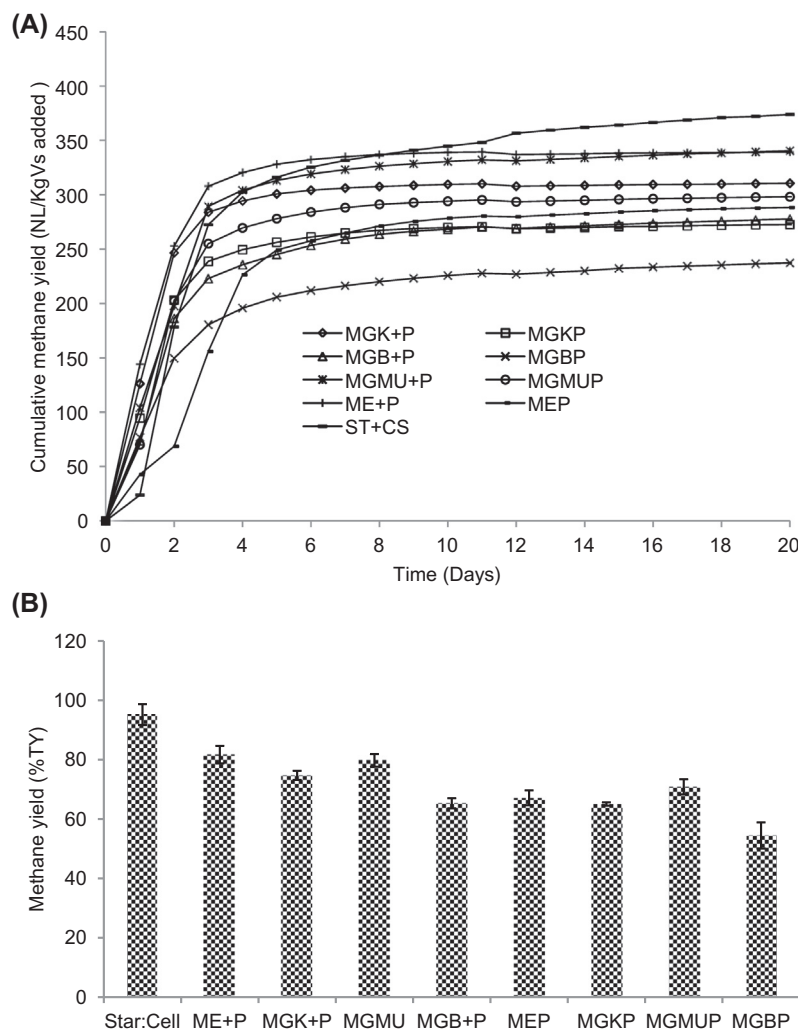 (A)
450
400
350
300
250
200
150
100
50
0
Cumulative methane yield (NL/KgVs added )
MGK+P MGKP
MGB+P MGBP
MGMU+P MGMUP
ME+P MEP
ST+CS
0 2 4 6 8 10 12 14 16 18 20
Time (Days)
(B)
120
100
80
60
40
20
0
Methane yield (%TY)
Star:Cell ME+P MGK+P MGMU MGB+P MEP MGKP MGMUP MGBP